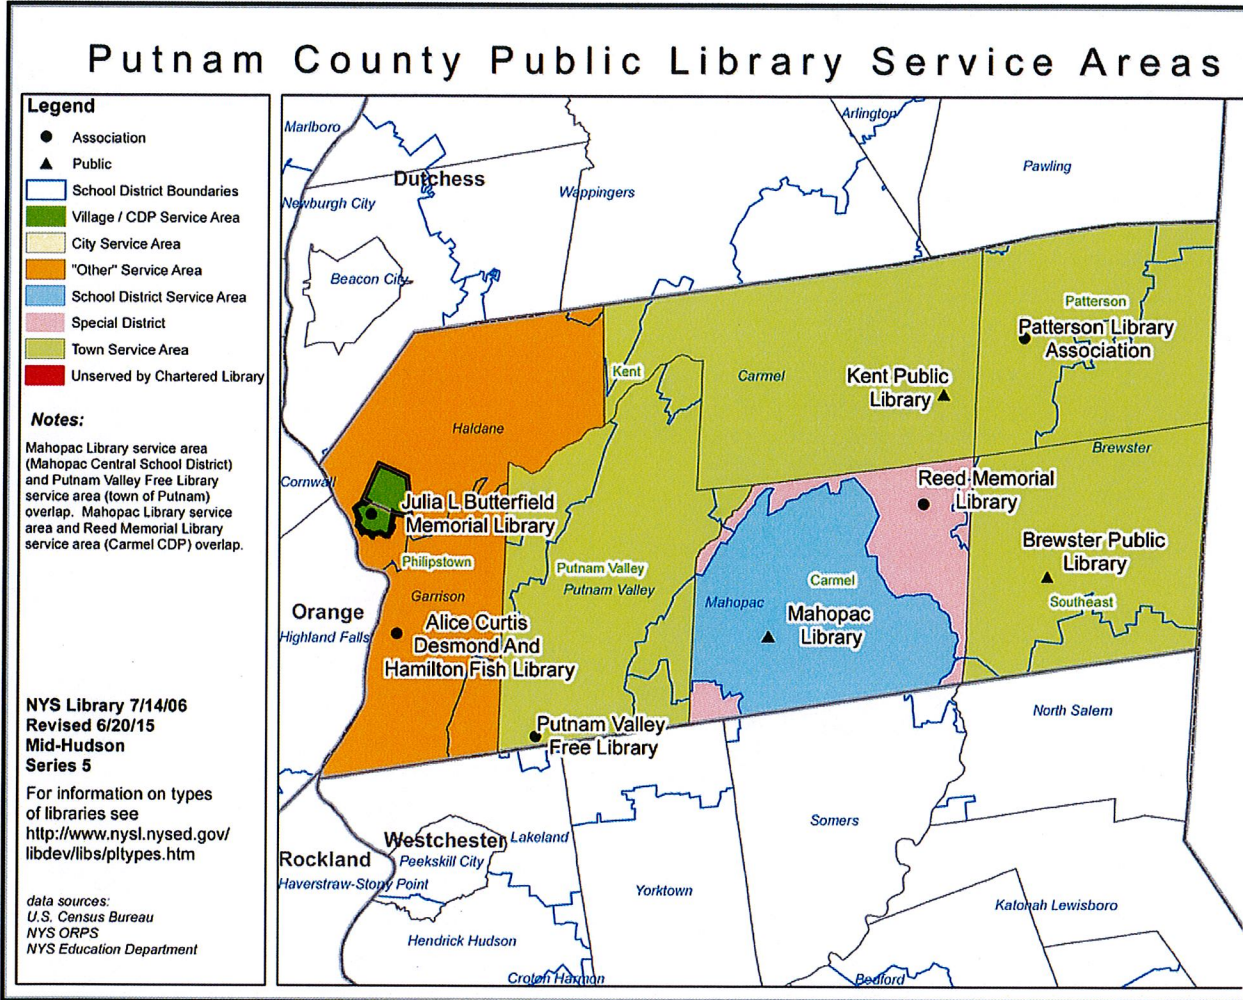 Putnam County Public Library Service Areas
Legend
Association
Public
School District Boundaries
Village / CDP Service Area
City Service Area
"Other" Service Area
School District Service Area
Special District
Town Service Area
Unserved by Chartered Library
Notes:
Mahopac Library service area
(Mahopac Central School District)
and Putnam Valley Free Library
service area (town of Putnam)
overlap. Mahopac Library service
area and Reed Memorial Library
service area (Carmel CDP) overlap.
NYS Library 7/14/06
Revised 6/20/15
Mid-Hudson
Series 5
For information on types
of libraries see
http://www.nysl.nysed.gov/
libdev/libs/pltypes.htm
data sources:
U.S. Census Bureau
NYS ORPS
NYS Education Department
Marlboro
Arlington
Dutchess
Pawling
Wappingers
Newburgh City
Beacon City
Patterson
Patterson Library
Association
Kent
Carmel
Kent Public
Library
Haldane
Brewster
Cornwall
Reed Memorial
Library
Julia L Butterfield
Memorial Library
Brewster Public
Library
Philipstown
Putnam Valley
Putnam Valley
Carmel
Garrison
Mahopac
Southeast
Orange
Mahopac
Library
Highland Falls
Alice Curtis
Desmond And
Hamilton Fish Library
North Salem
Putnam Valley
Free Library
Somers
Westchester
Lakeland
Rockland
Peekskill City
Haverstraw-Stony Point
Yorktown
Katonah Lewisboro
Hendrick Hudson
Croton Harmon
Bedford